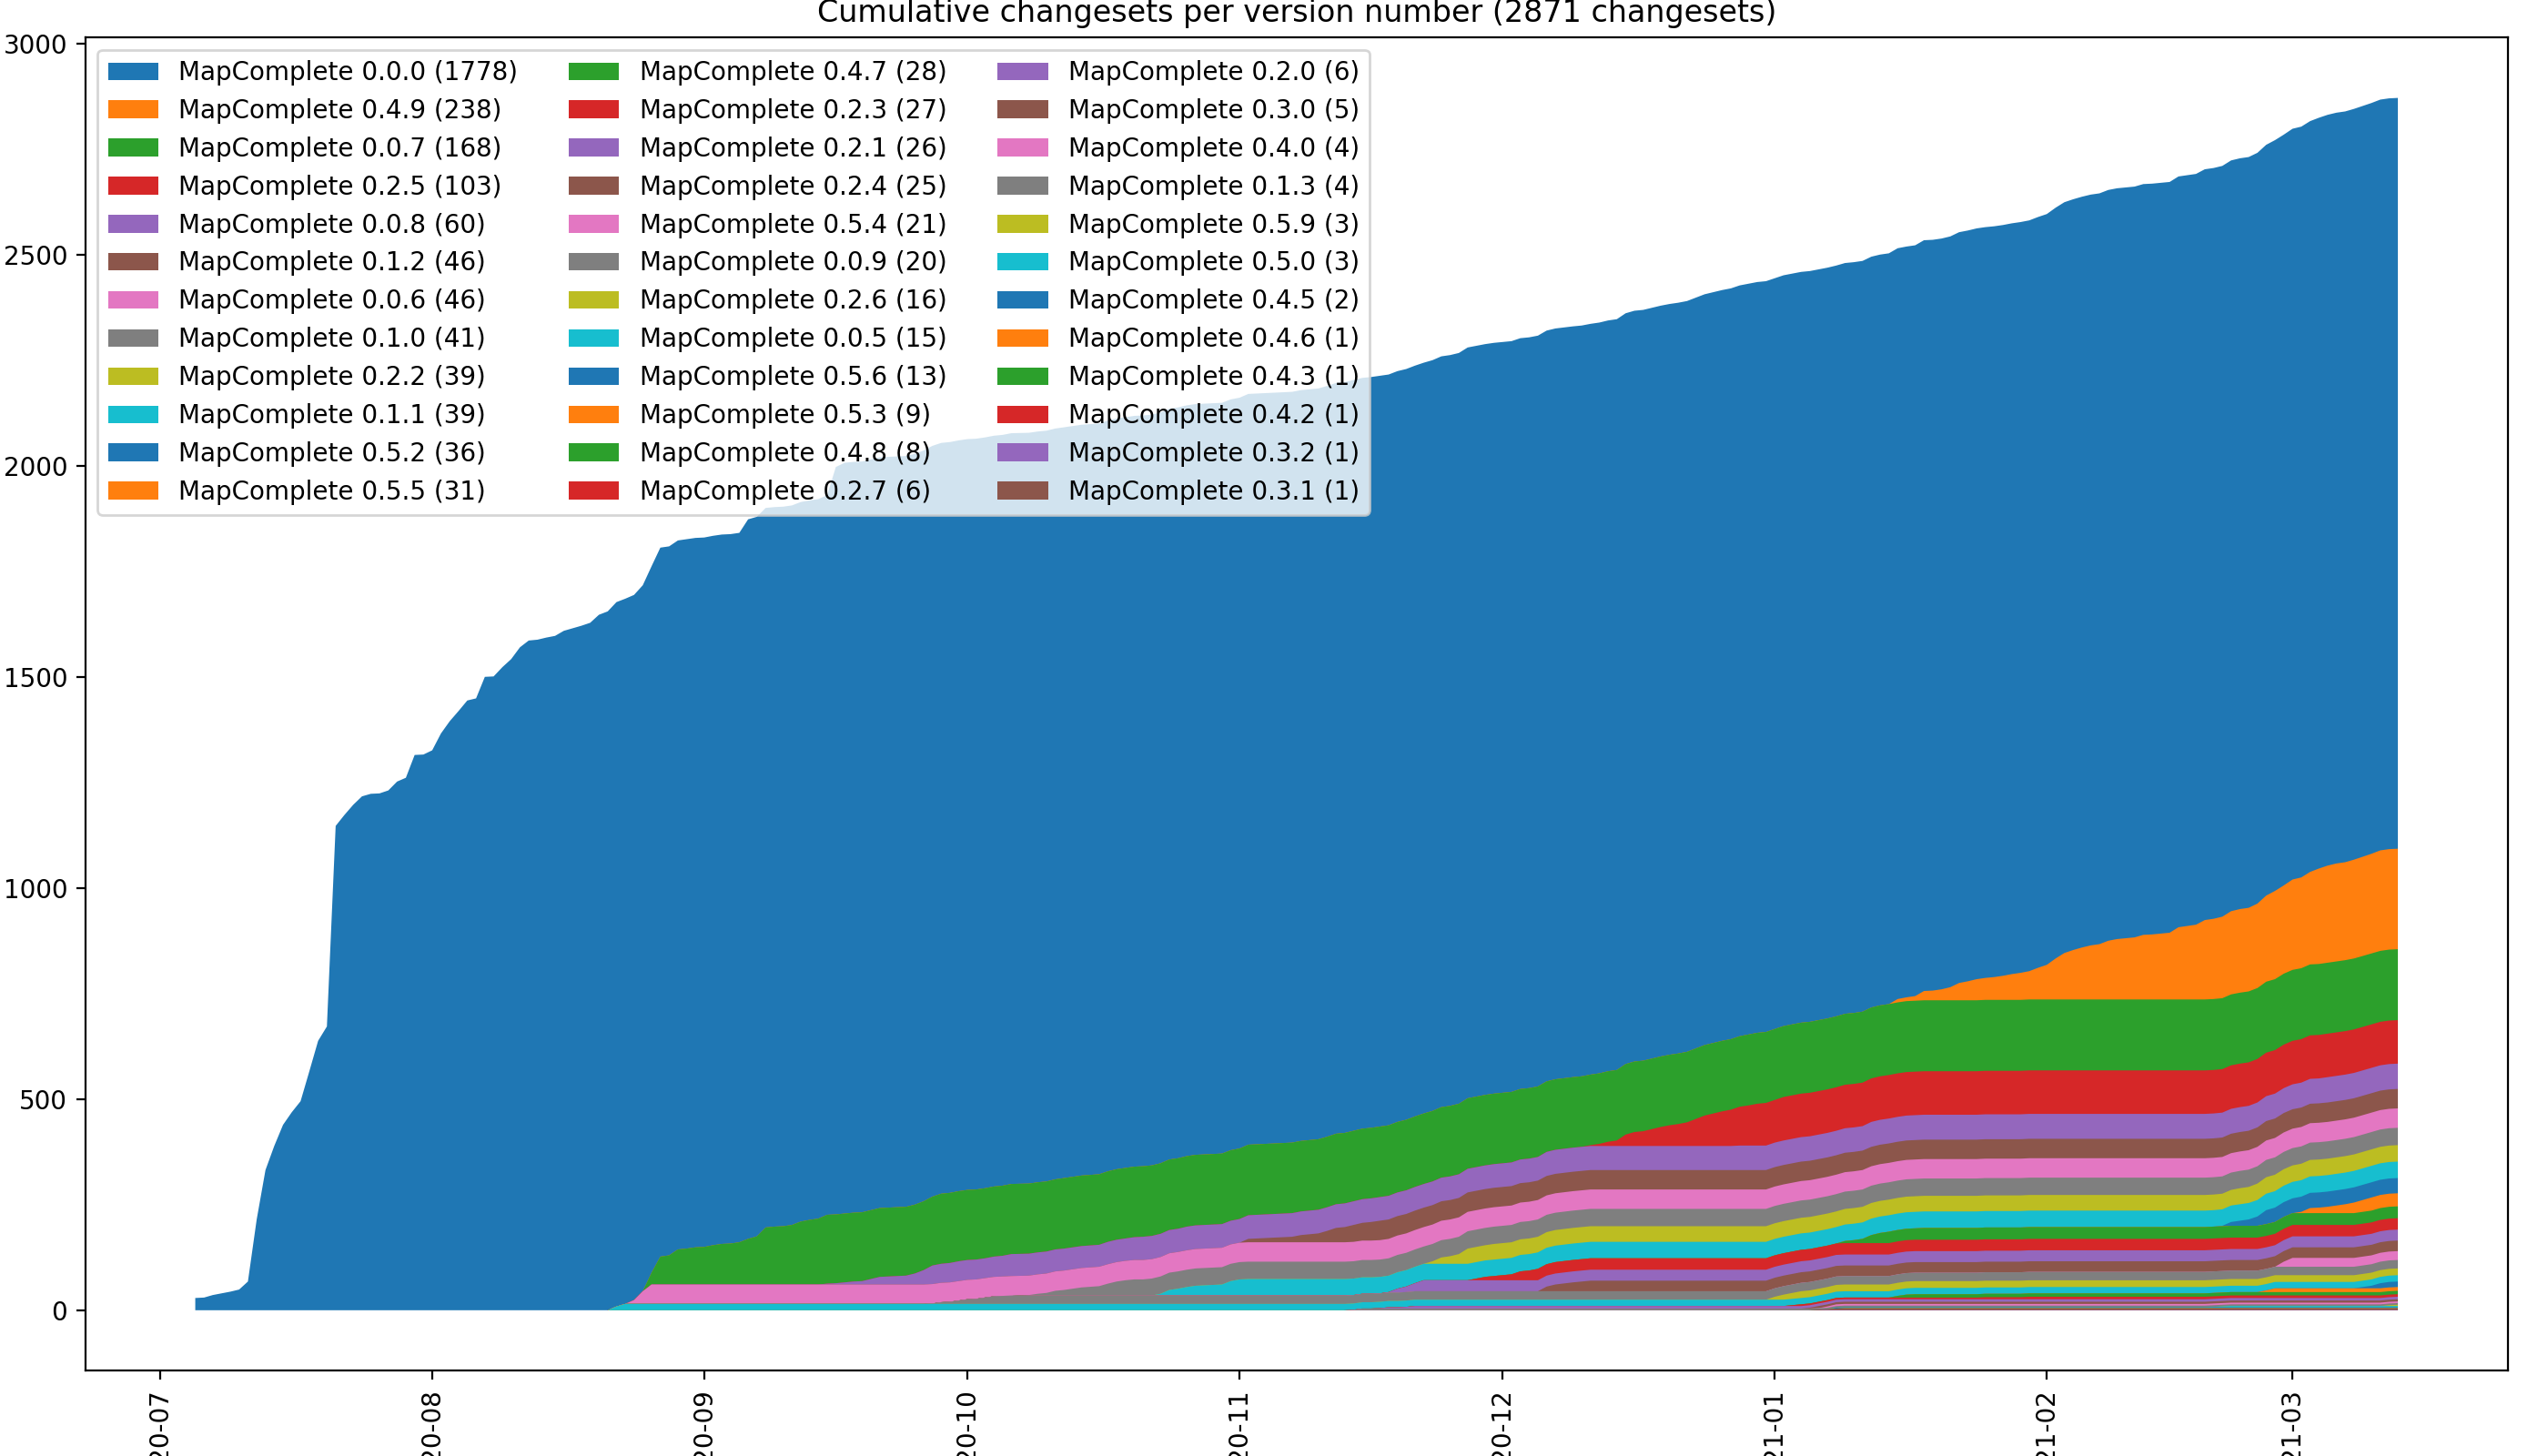 Cumulative changesets per version number (2871 changesets)
3000
2500
2000
1500
1000
500
0
MapComplete 0.0.0 (1778)
MapComplete 0.4.9 (238)
MapComplete 0.0.7 (168)
MapComplete 0.2.5 (103)
MapComplete 0.0.8 (60)
MapComplete 0.1.2 (46)
MapComplete 0.0.6 (46)
MapComplete 0.1.0 (41)
MapComplete 0.2.2 (39)
MapComplete 0.1.1 (39)
MapComplete 0.5.2 (36)
MapComplete 0.5.5 (31)
MapComplete 0.4.7 (28)
MapComplete 0.2.3 (27)
MapComplete 0.2.1 (26)
MapComplete 0.2.4 (25)
MapComplete 0.5.4 (21)
MapComplete 0.0.9 (20)
MapComplete 0.2.6 (16)
MapComplete 0.0.5 (15)
MapComplete 0.5.6 (13)
MapComplete 0.5.3 (9)
MapComplete 0.4.8 (8)
MapComplete 0.2.7 (6)
MapComplete 0.2.0 (6)
MapComplete 0.3.0 (5)
MapComplete 0.4.0 (4)
MapComplete 0.1.3 (4)
MapComplete 0.5.9 (3)
MapComplete 0.5.0 (3)
MapComplete 0.4.5 (2)
MapComplete 0.4.6 (1)
MapComplete 0.4.3 (1)
MapComplete 0.4.2 (1)
MapComplete 0.3.2 (1)
MapComplete 0.3.1 (1)
20-07
20-08
20-09
20-10
20-11
20-12
21-01
21-02
21-03